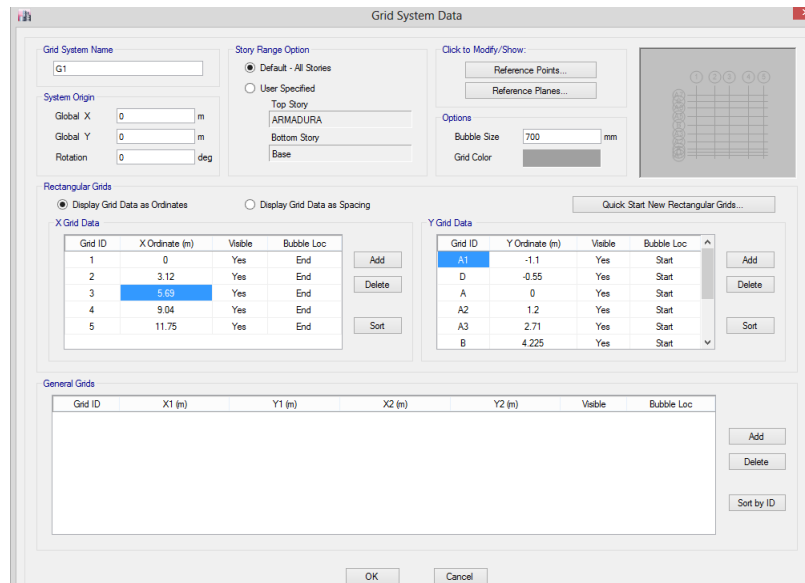 Grid System Data
Grid System Name
G1
System Origin
Global X 0 m
Global Y 0 m
Rotation 0 deg
Story Range Option
Default - All Stories
User Specified
Top Story
ARMADURA
Bottom Story
Base
Click to Modify/Show:
Reference Points...
Reference Planes...
Options
Bubble Size 700 mm
Grid Color
1 2 3 4 5
Rectangular Grids
Display Grid Data as Ordinates Display Grid Data as Spacing Quick Start New Rectangular Grids...
X Grid Data
Grid ID X Ordinate (m) Visible Bubble Loc
1 0 Yes End
2 3.12 Yes End
3 5.69 Yes End
4 9.04 Yes End
5 11.75 Yes End
Add
Delete
Sort
Y Grid Data
Grid ID Y Ordinate (m) Visible Bubble Loc
A1 -1.1 Yes Start
D -0.55 Yes Start
A 0 Yes Start
A2 1.2 Yes Start
A3 2.71 Yes Start
B 4.225 Yes Start
Add
Delete
Sort
General Grids
Grid ID X1 (m) Y1 (m) X2 (m) Y2 (m) Visible Bubble Loc
Add
Delete
Sort by ID
OK Cancel